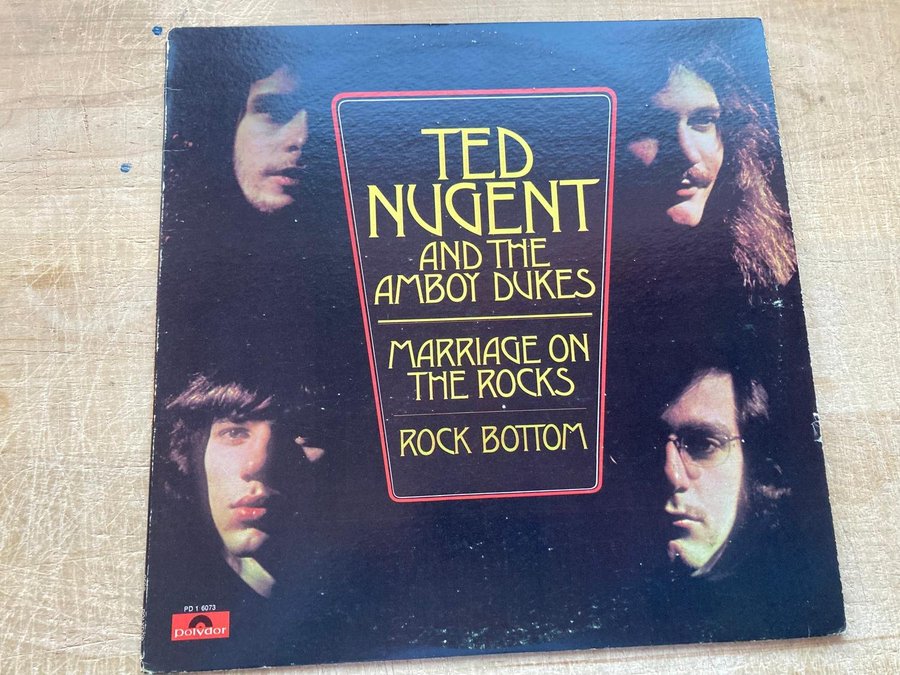 TED
NUGENT
AND THE
AMBOY DUKES
MARRIAGE ON
THE ROCKS
ROCK BOTTOM
PD 1 6073
polydor